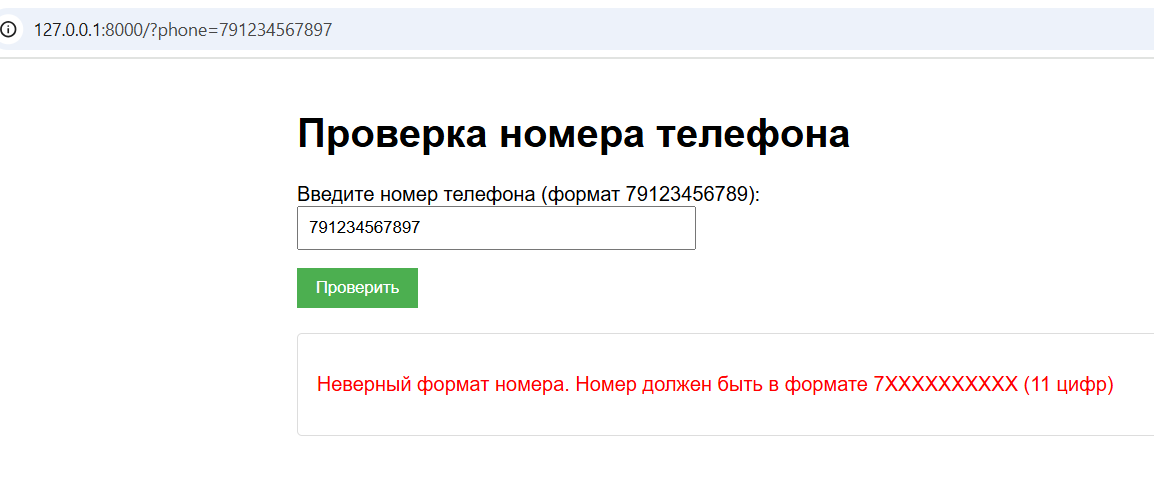 127.0.0.1:8000/?phone=791234567897
Проверка номера телефона
Введите номер телефона (формат 79123456789):
791234567897
Проверить
Неверный формат номера. Номер должен быть в формате 7XXXXXXXXXX (11 цифр)